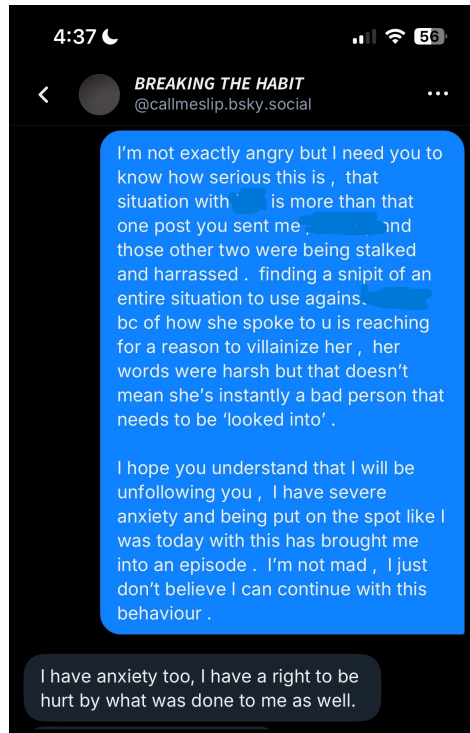 4:37
56
BREAKING THE HABIT
@callmeslip.bsky.social
I'm not exactly angry but I need you to
know how serious this is , that
situation with is more than that
one post you sent me , and
those other two were being stalked
and harrassed . finding a snipit of an
entire situation to use agains
bc of how she spoke to u is reaching
for a reason to villainize her , her
words were harsh but that doesn't
mean she's instantly a bad person that
needs to be 'looked into' .
I hope you understand that I will be
unfollowing you , I have severe
anxiety and being put on the spot like I
was today with this has brought me
into an episode . I'm not mad , I just
don't believe I can continue with this
behaviour .
I have anxiety too, I have a right to be
hurt by what was done to me as well.